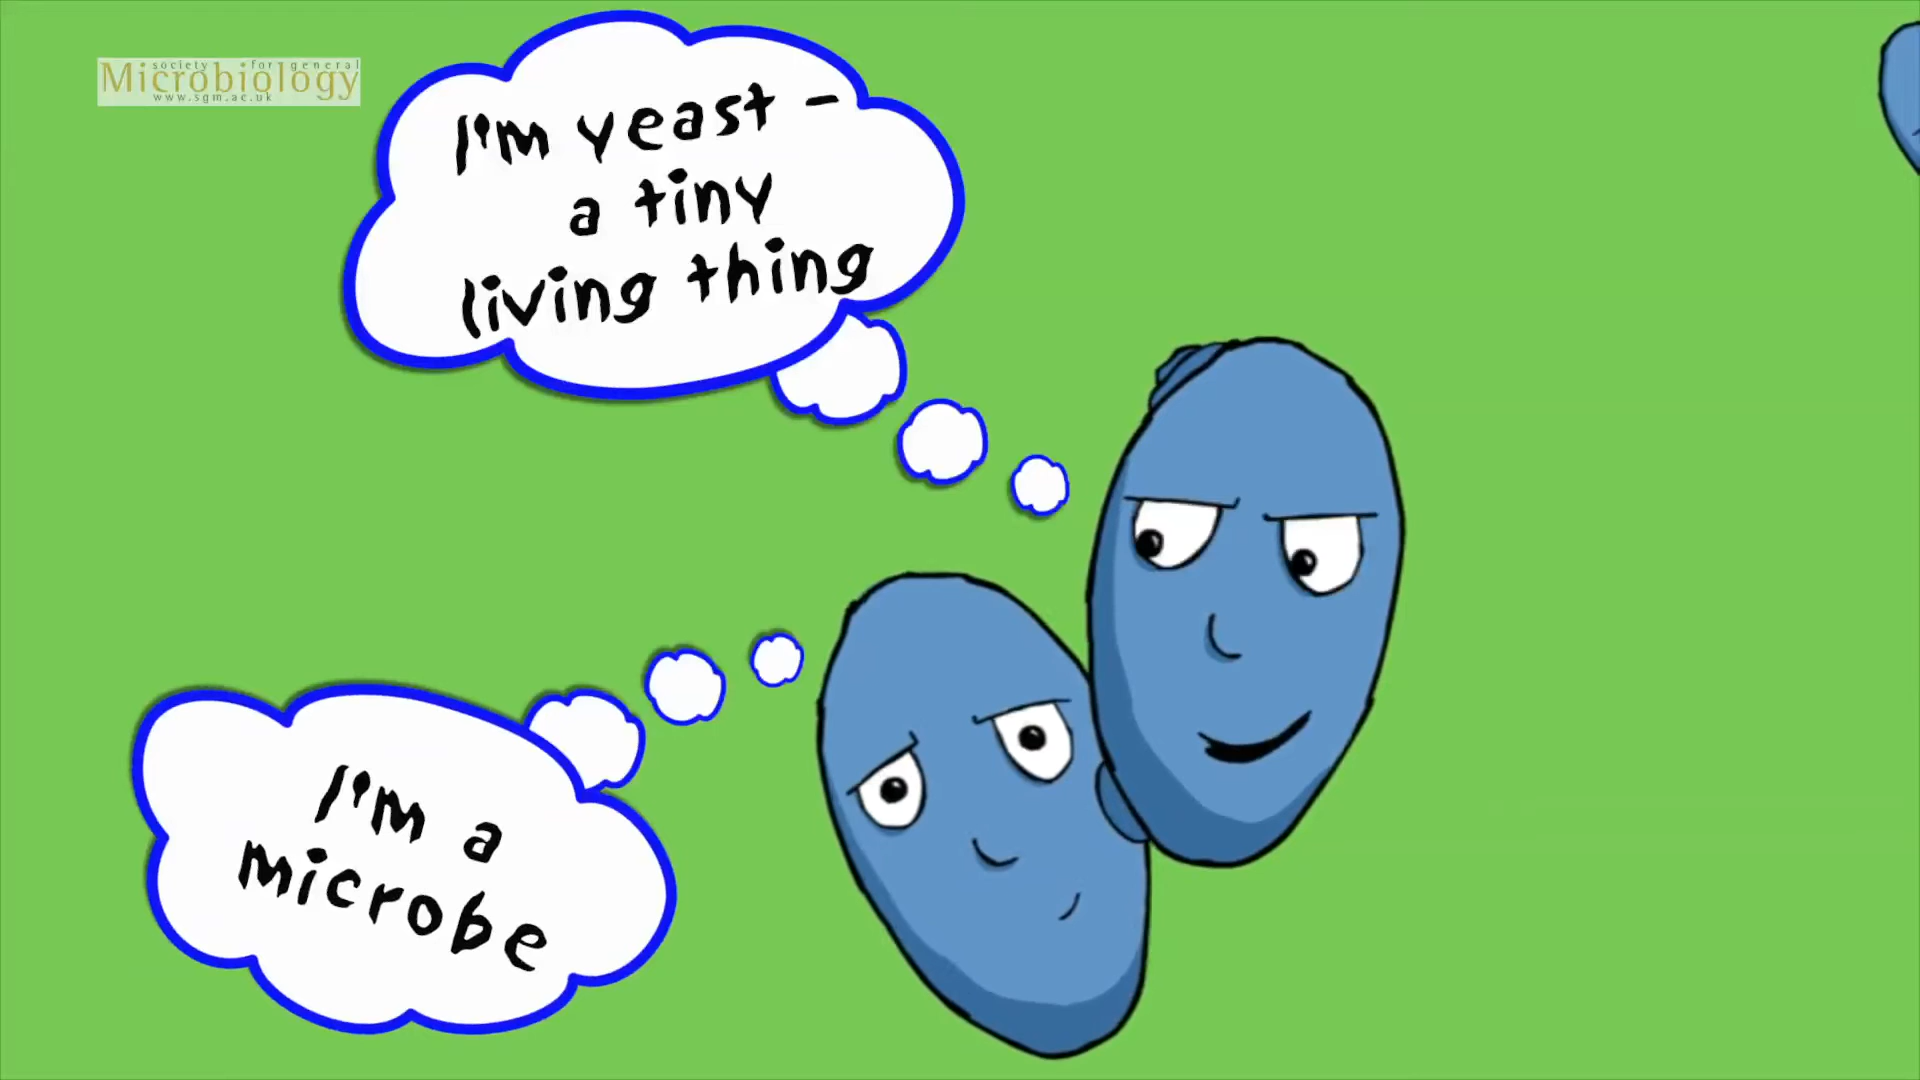 society for general
Microbiology
www.sgm.ac.uk
I'm yeast -
a tiny
living thing
I'm a
microbe